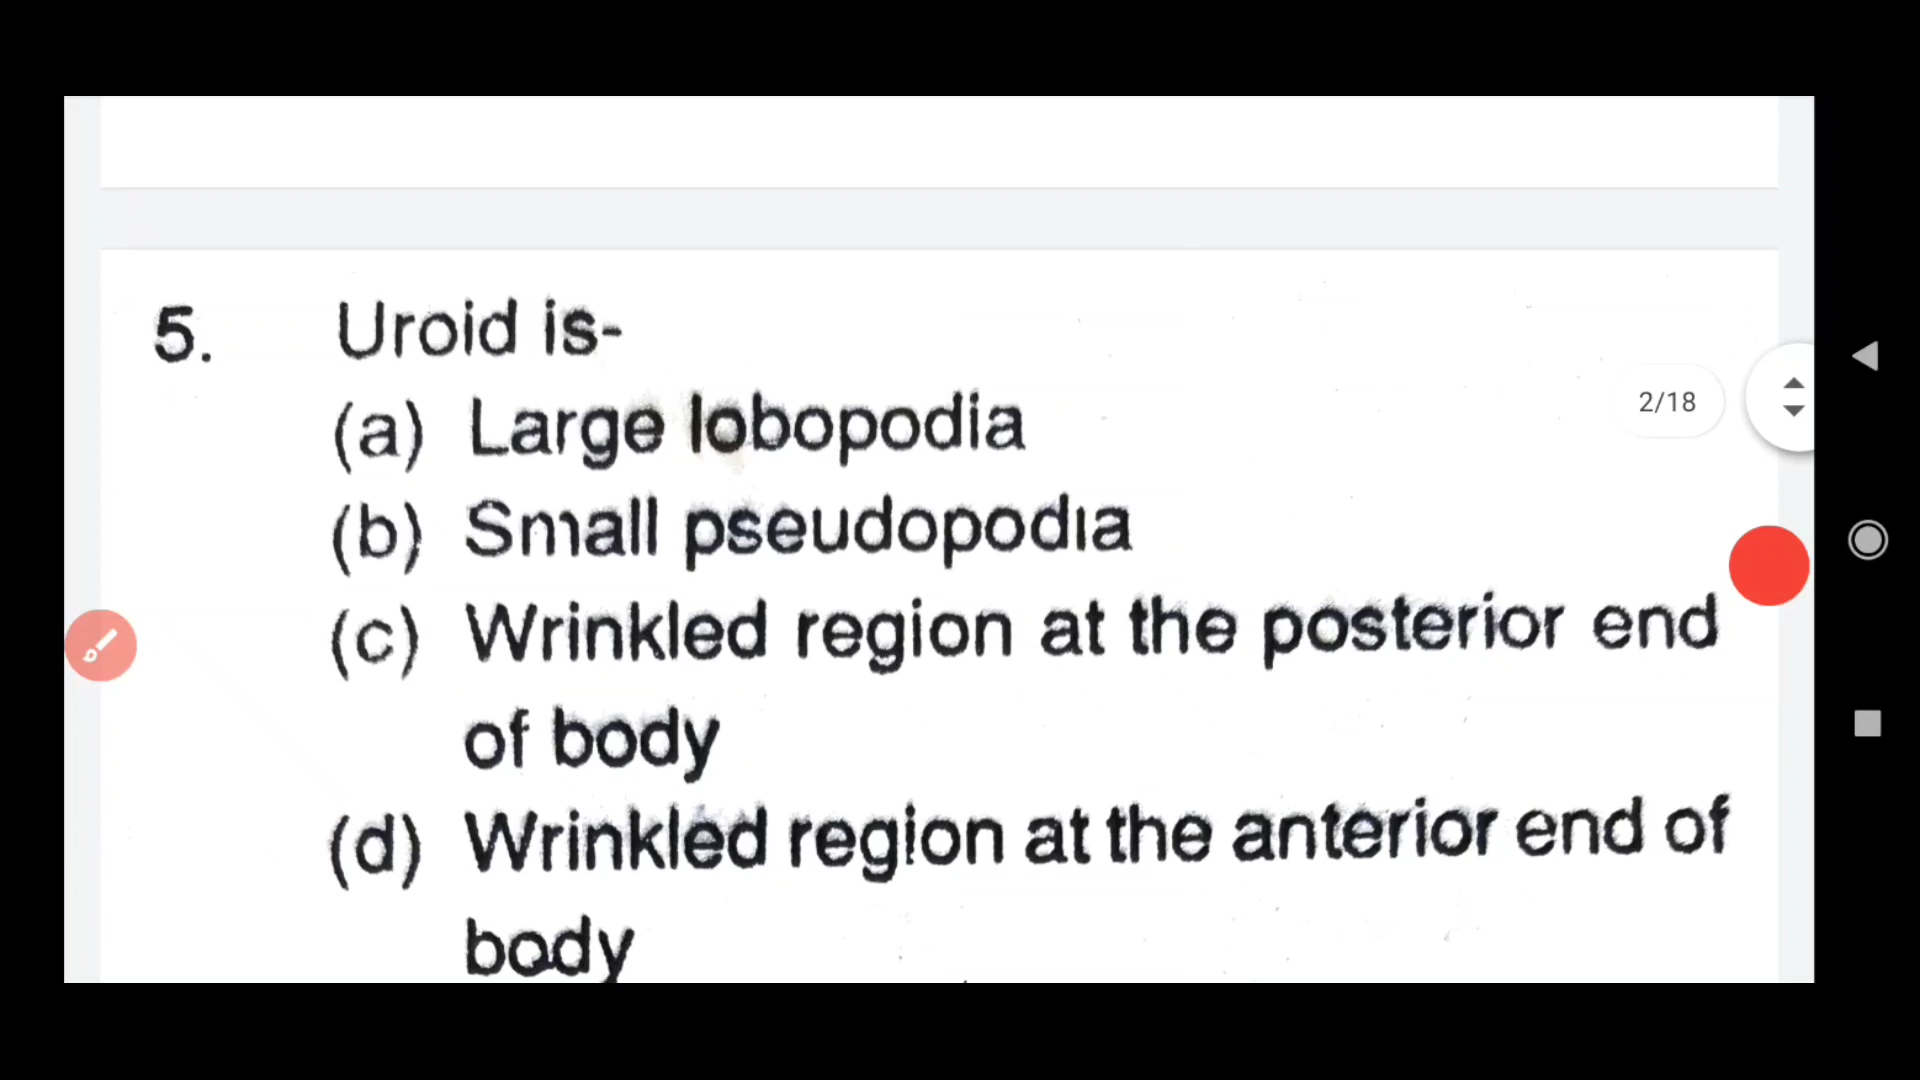 5. Uroid is-
(a) Large lobopodia
2/18
(b) Small pseudopodia
(c) Wrinkled region at the posterior end
of body
(d) Wrinkled region at the anterior end of
body